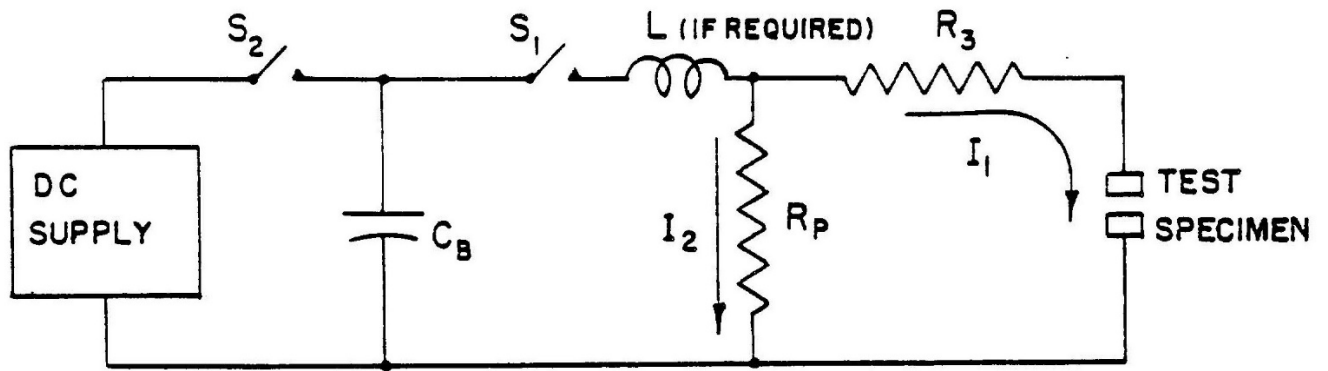 S2
S1
L (IF REQUIRED)
R3
DC
SUPPLY
CB
I2
RP
I1
TEST
SPECIMEN